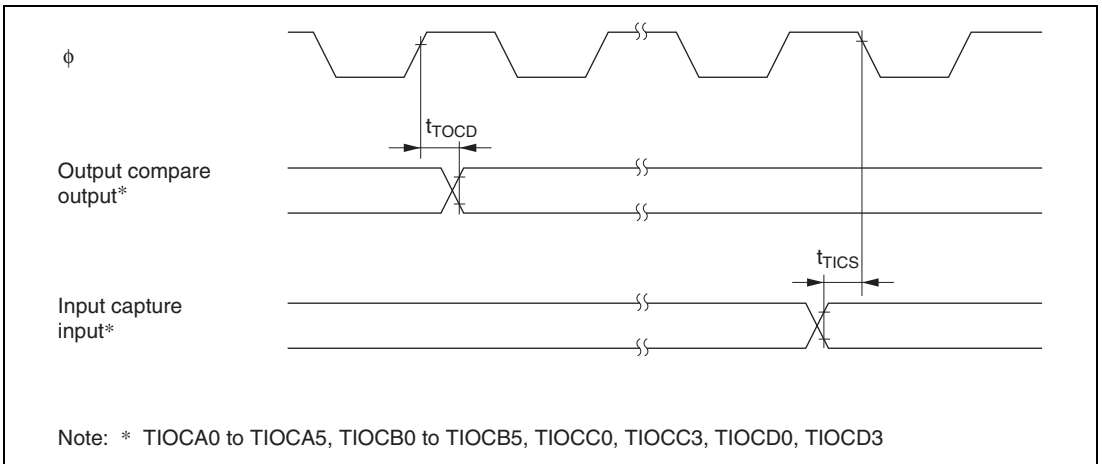 ϕ
tTOCD
Output compare
output*
tTICS
Input capture
input*
Note: * TIOCA0 to TIOCA5, TIOCB0 to TIOCB5, TIOCC0, TIOCC3, TIOCD0, TIOCD3